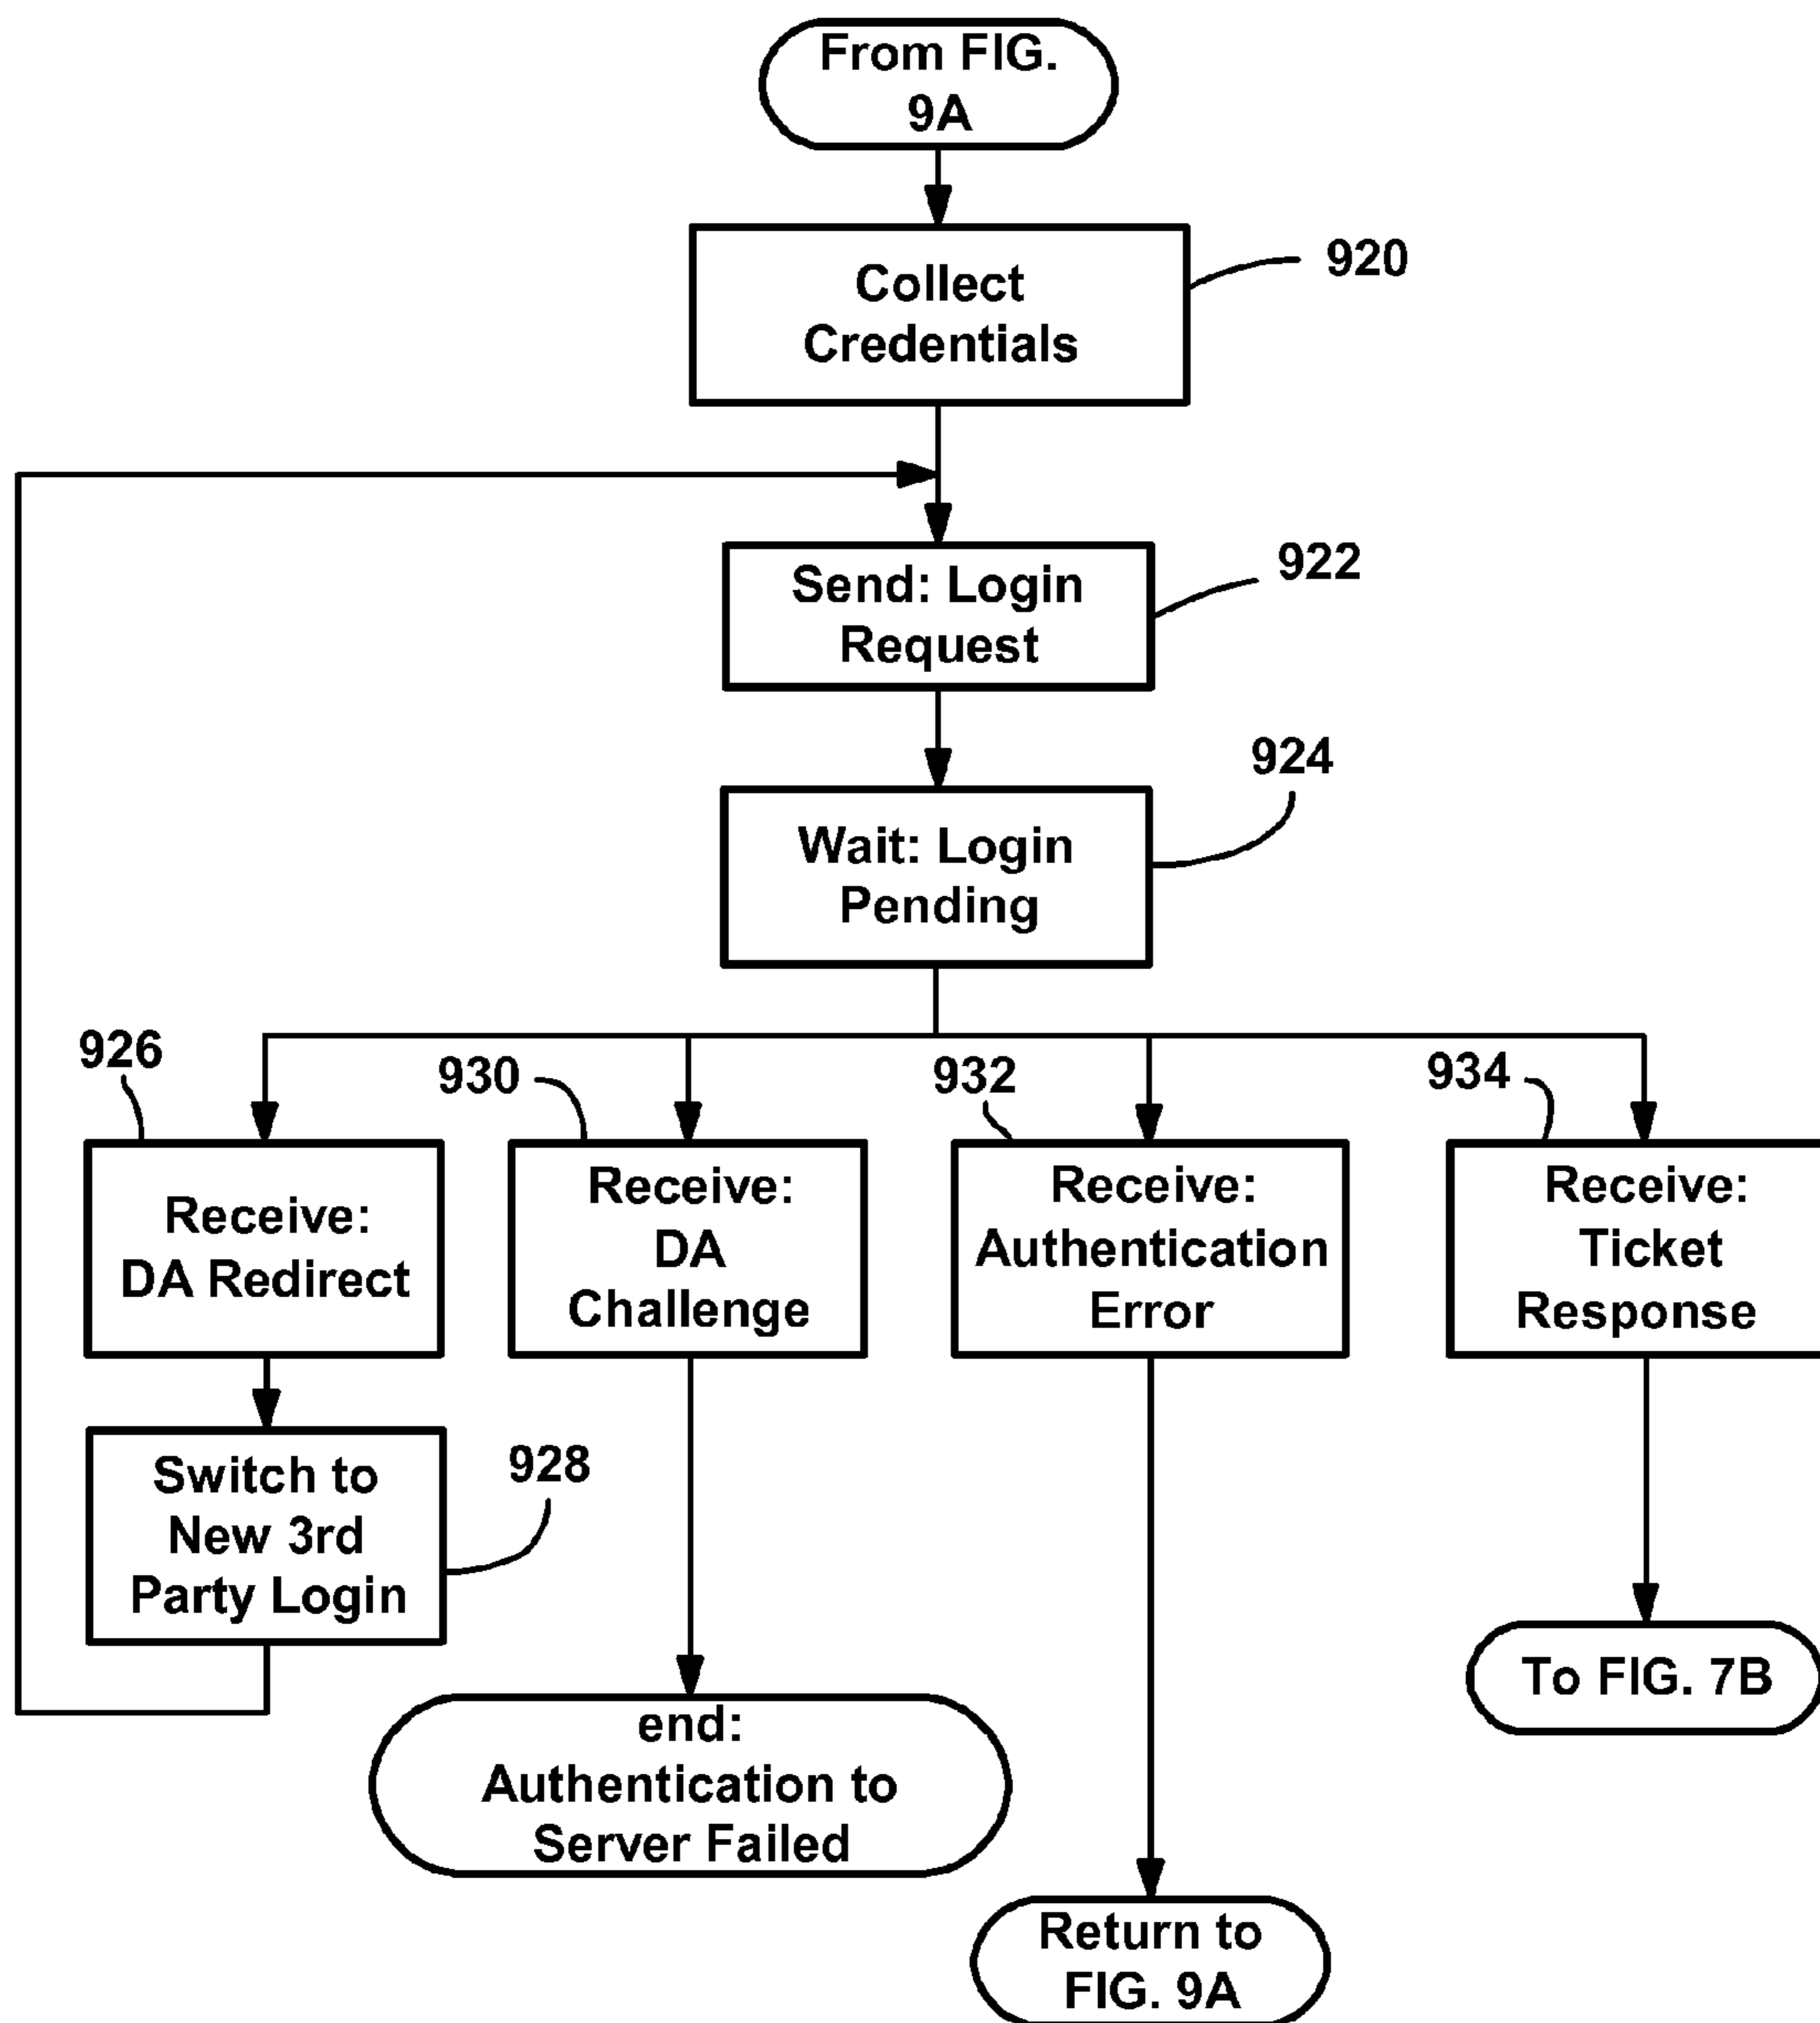 From FIG.
9A
Collect
Credentials
920
Send: Login
Request
922
Wait: Login
Pending
924
926
930
932
934
Receive:
DA Redirect
Receive:
DA
Challenge
Receive:
Authentication
Error
Receive:
Ticket
Response
Switch to
New 3rd
Party Login
928
end:
Authentication to
Server Failed
To FIG. 7B
Return to
FIG. 9A